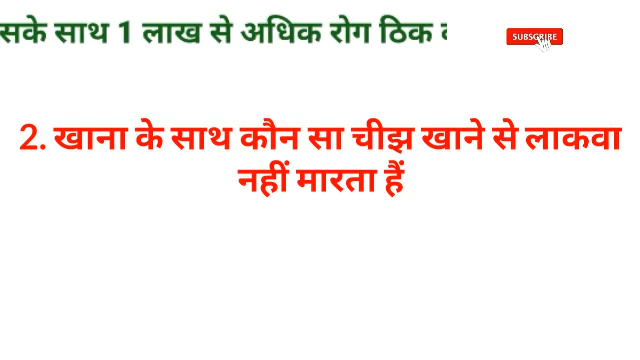 सके साथ 1 लाख से अधिक रोग ठिक
SUBSCRIBE
2. खाना के साथ कौन सा चीझ खाने से लाकवा
नहीं मारता हैं